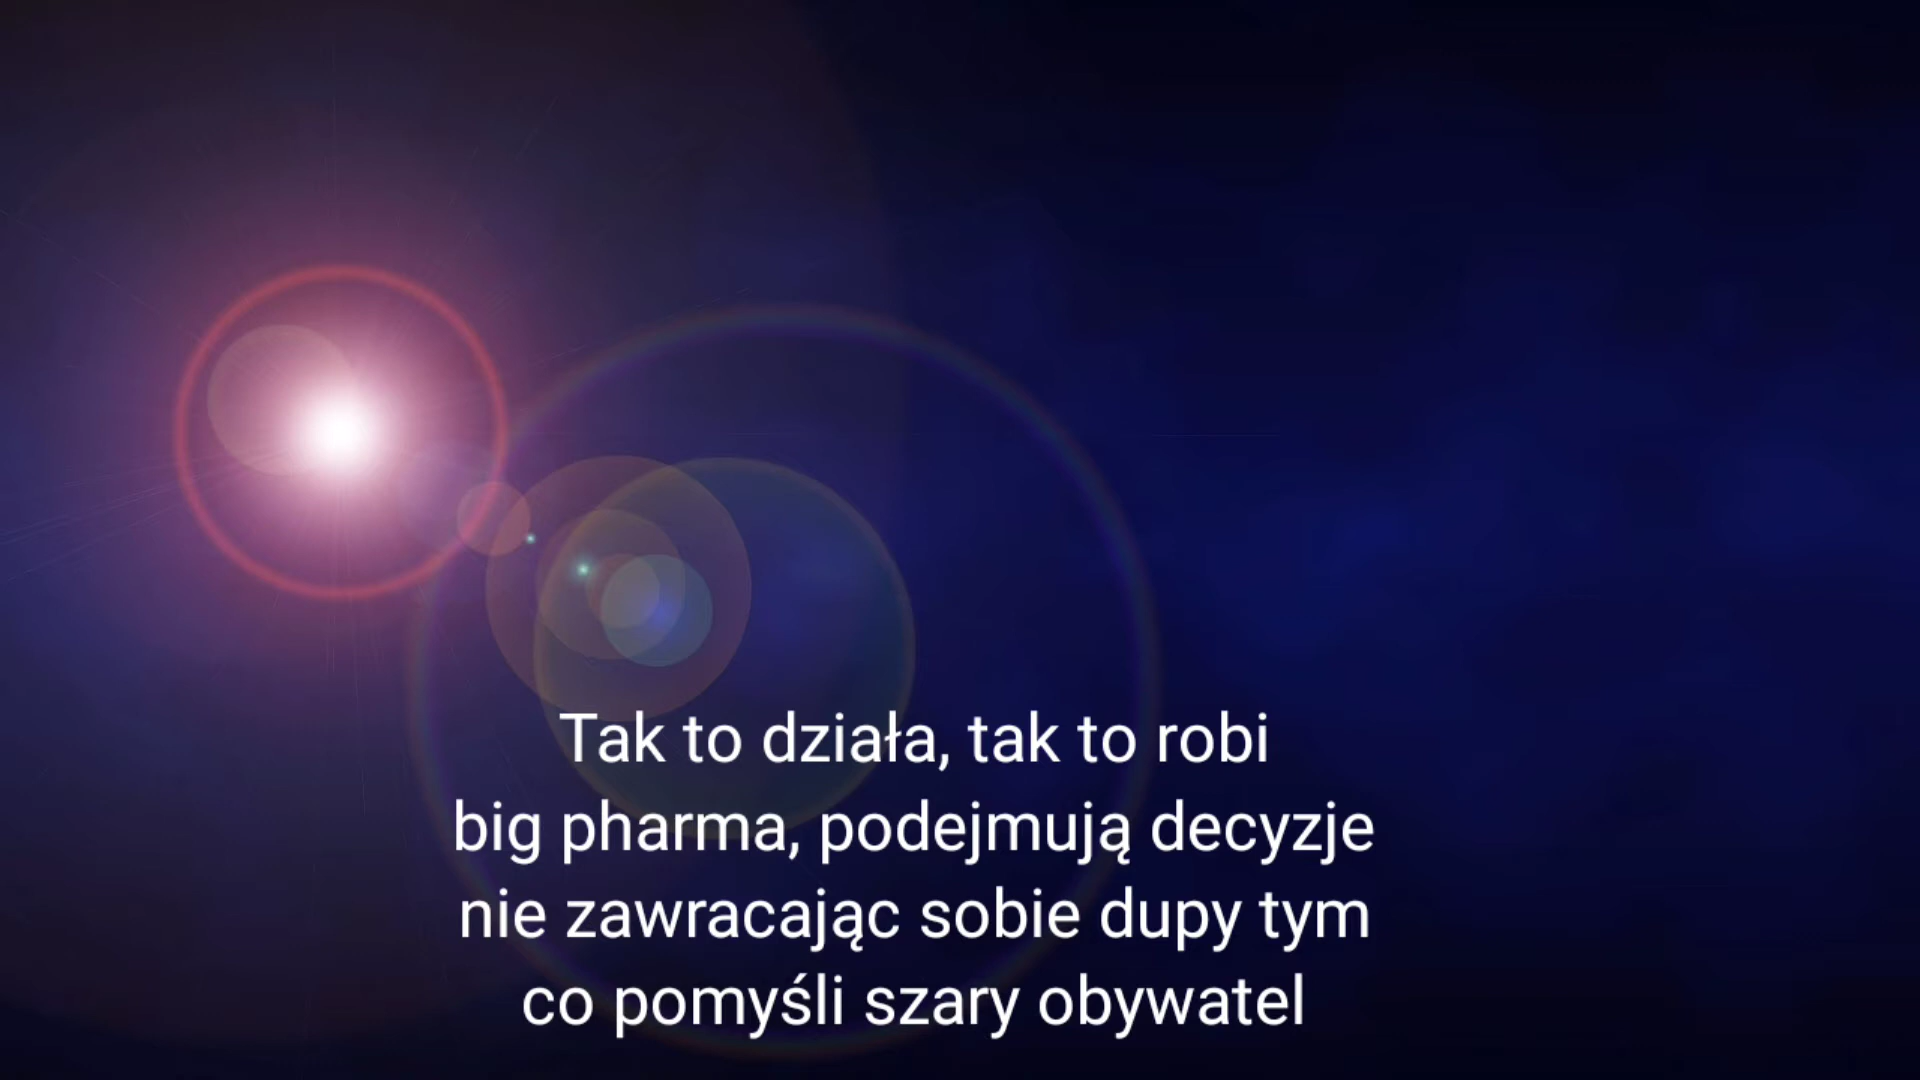 Tak to działa, tak to robi
big pharma, podejmują decyzje
nie zawracając sobie dupy tym
co pomyśli szary obywatel